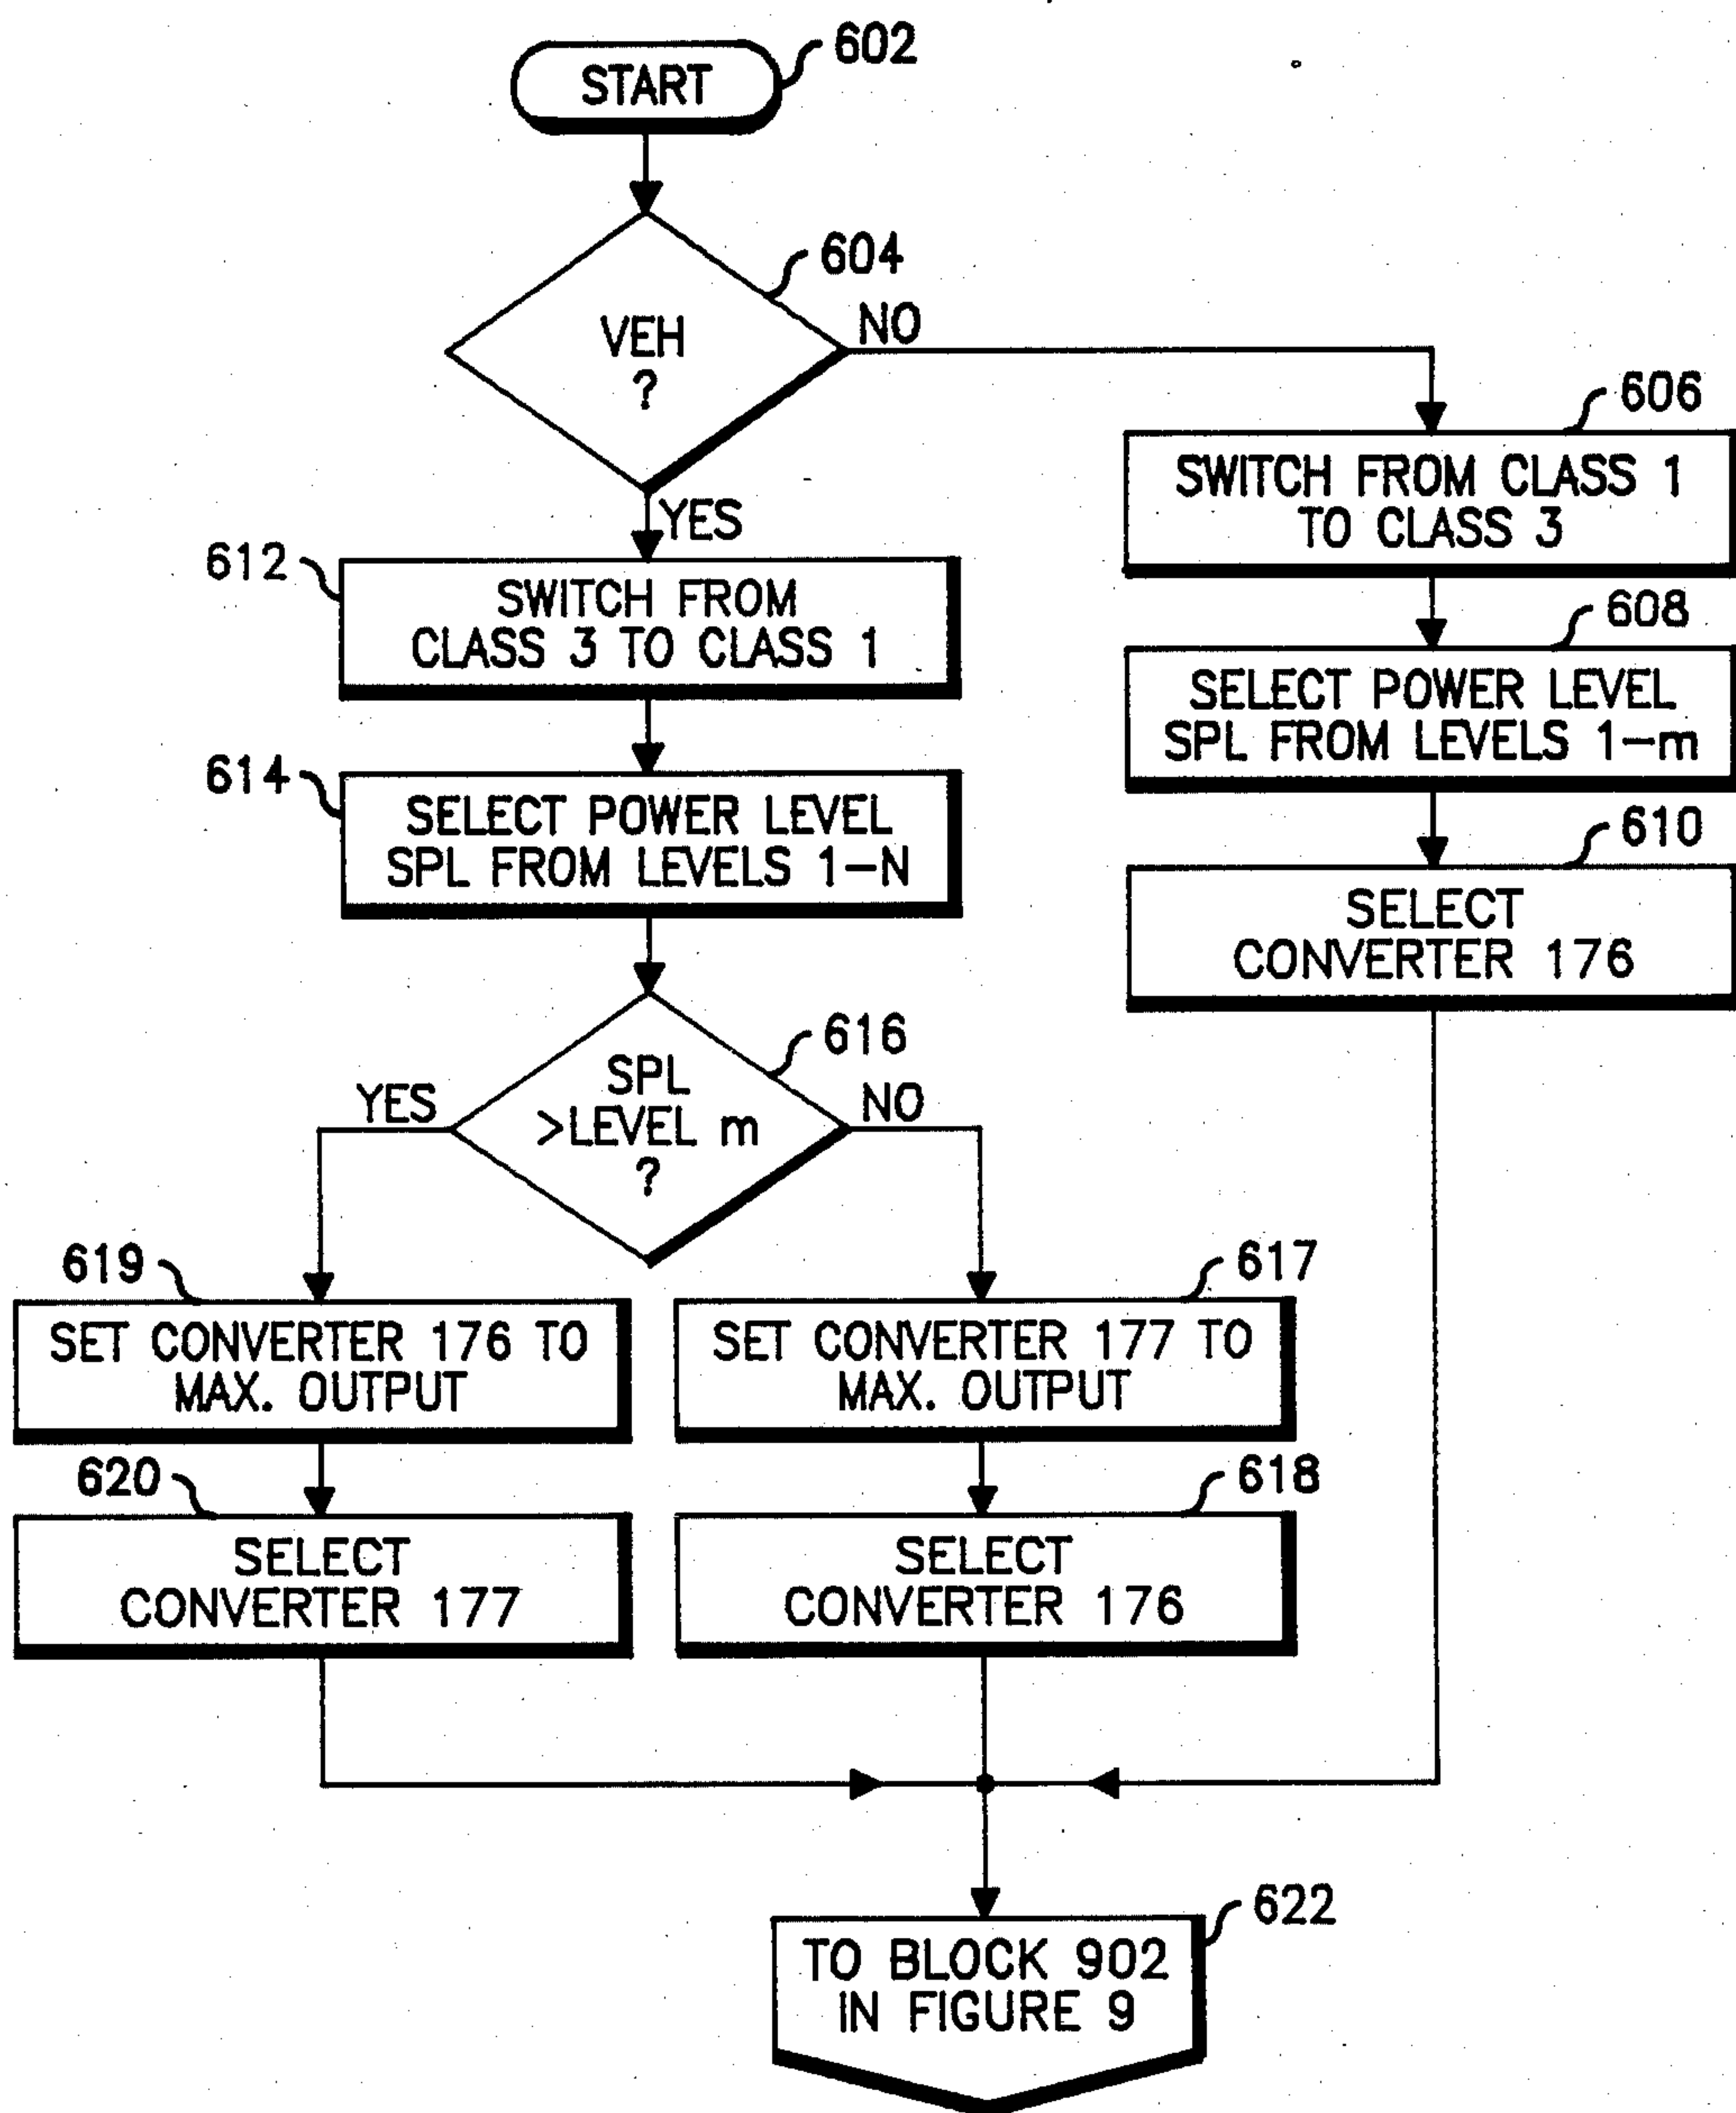 602
START
604
VEH
?
NO
YES
606
SWITCH FROM CLASS 1
TO CLASS 3
608
SELECT POWER LEVEL
SPL FROM LEVELS 1-m
610
SELECT
CONVERTER 176
612
SWITCH FROM
CLASS 3 TO CLASS 1
614
SELECT POWER LEVEL
SPL FROM LEVELS 1-N
616
SPL
>LEVEL m
?
YES
NO
619
SET CONVERTER 176 TO
MAX. OUTPUT
617
SET CONVERTER 177 TO
MAX. OUTPUT
620
SELECT
CONVERTER 177
618
SELECT
CONVERTER 176
622
TO BLOCK 902
IN FIGURE 9